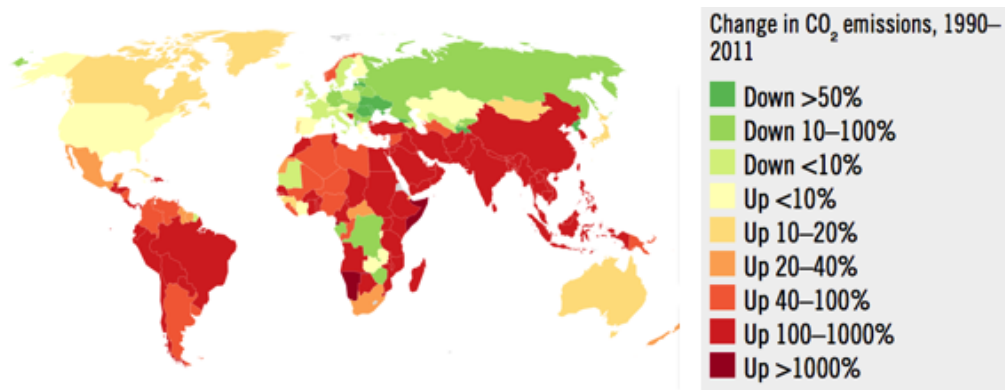 Change in CO₂ emissions, 1990–
2011
Down >50%
Down 10–100%
Down <10%
Up <10%
Up 10–20%
Up 20–40%
Up 40–100%
Up 100–1000%
Up >1000%